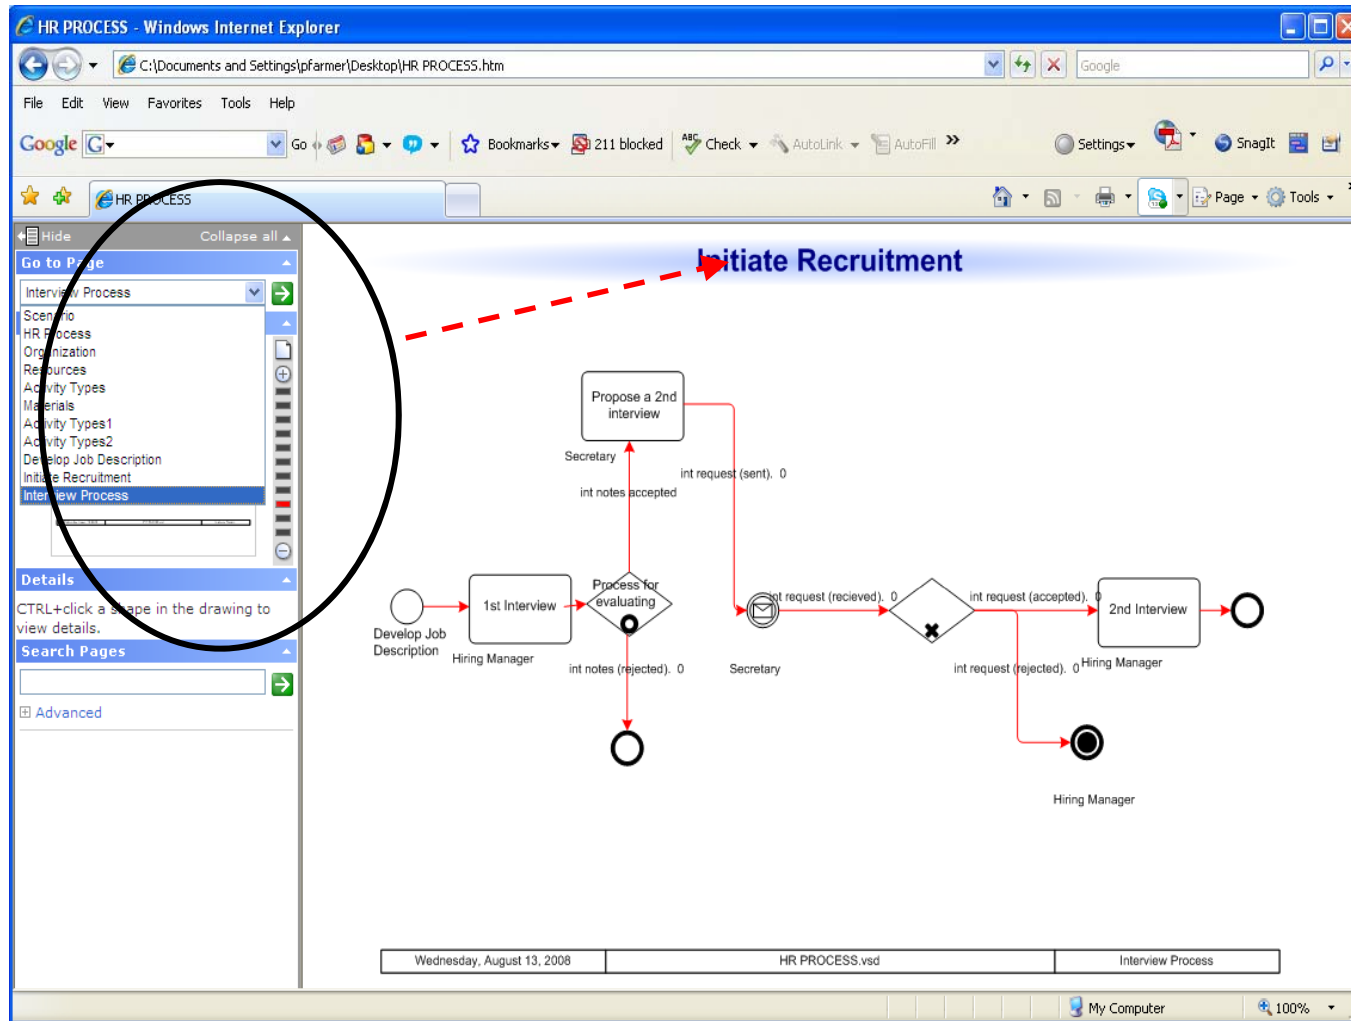 HR PROCESS - Windows Internet Explorer
C:\Documents and Settings\pfarmer\Desktop\HR PROCESS.htm
Google
File Edit View Favorites Tools Help
Google G Go Bookmarks 211 blocked ABC Check AutoLink AutoFill » Settings SnagIt
HR PROCESS
Page Tools
Hide Collapse all
Go to Page
Interview Process
Scenario
HR Process
Organization
Resources
Activity Types
Materials
Activity Types1
Activity Types2
Develop Job Description
Initiate Recruitment
Interview Process
Details
CTRL+click a shape in the drawing to
view details.
Search Pages
Advanced
Initiate Recruitment
Propose a 2nd
interview
Secretary
int request (sent). 0
int notes accepted
Process for
evaluating
1st Interview
Develop Job
Description
Hiring Manager
int notes (rejected). 0
int request (recieved). 0
Secretary
int request (accepted). 0
2nd Interview
int request (rejected). 0
Hiring Manager
Hiring Manager
Wednesday, August 13, 2008
HR PROCESS.vsd
Interview Process
My Computer
100%